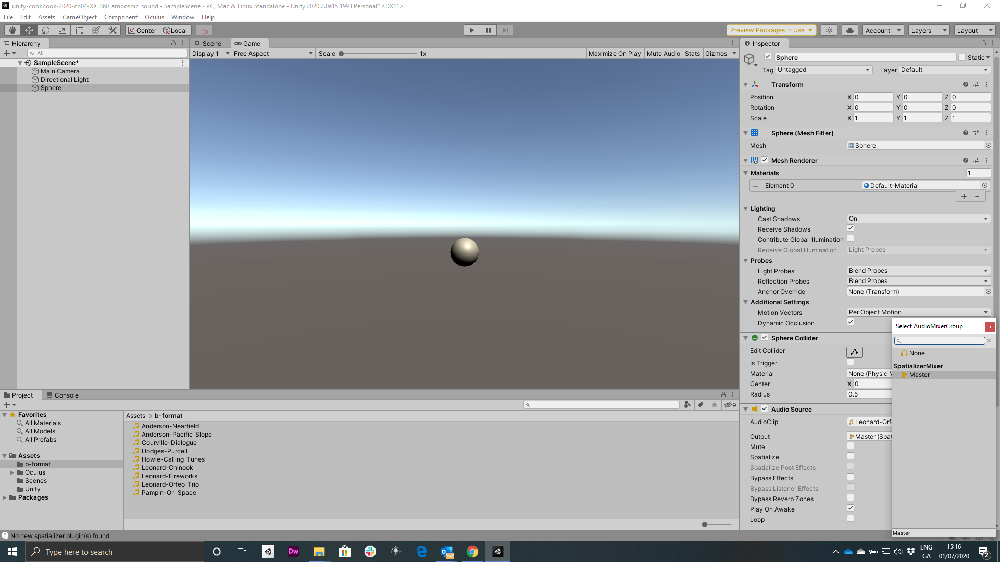 unity-cookbook-2020-ch04-XX_360_ambosnic_sound - SampleScene - PC, Mac & Linux Standalone - Unity 2020.2.0a15.1993 Personal* <DX11>
File Edit Assets GameObject Component Oculus Window Help
Center Local Preview Packages in Use Account Layers Layout
Hierarchy
All
SampleScene*
Main Camera
Directional Light
Sphere
Scene Game
Display 1 Free Aspect Scale 1x Maximize On Play Mute Audio Stats Gizmos
Inspector
Sphere Static
Tag Untagged Layer Default
Transform
Position X 0 Y 0 Z 0
Rotation X 0 Y 0 Z 0
Scale X 1 Y 1 Z 1
Sphere (Mesh Filter)
Mesh Sphere
Mesh Renderer
Materials 1
Element 0 Default-Material
Lighting
Cast Shadows On
Receive Shadows
Contribute Global Illumination
Receive Global Illumination Light Probes
Probes
Light Probes Blend Probes
Reflection Probes Blend Probes
Anchor Override None (Transform)
Additional Settings
Motion Vectors Per Object Motion
Dynamic Occlusion
Sphere Collider
Edit Collider
Is Trigger
Material None (Physic M
Center X 0
Radius 0.5
Audio Source
AudioClip Leonard-Orf
Output Master (Spat
Mute
Spatialize
Spatialize Post Effects
Bypass Effects
Bypass Listener Effects
Bypass Reverb Zones
Play On Awake
Loop
Select AudioMixerGroup
None
SpatializerMixer
Master
Master
Project Console
9
Favorites
All Materials
All Models
All Prefabs
Assets
b-format
Oculus
Scenes
Unity
Packages
Assets > b-format
Anderson-Nearfield
Anderson-Pacific_Slope
Courville-Dialogue
Hodges-Purcell
Howle-Calling_Tunes
Leonard-Chinook
Leonard-Fireworks
Leonard-Orfeo_Trio
Pampin-On_Space
No new spatializer plugin(s) found
Type here to search
Dw
ENG
GA
15:16
01/07/2020
2